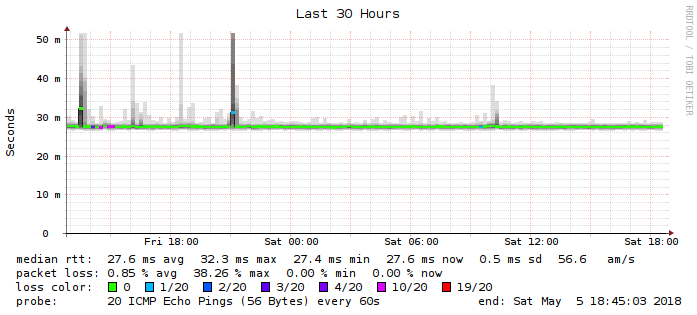 Last 30 Hours
RRDTOOL / TOBI OETIKER
Seconds
50 m
40 m
30 m
20 m
10 m
0
Fri 18:00 Sat 00:00 Sat 06:00 Sat 12:00 Sat 18:00
median rtt: 27.6 ms avg 32.3 ms max 27.4 ms min 27.6 ms now 0.5 ms sd 56.6 am/s
packet loss: 0.85 % avg 38.26 % max 0.00 % min 0.00 % now
loss color: 0 1/20 2/20 3/20 4/20 10/20 19/20
probe: 20 ICMP Echo Pings (56 Bytes) every 60s end: Sat May 5 18:45:03 2018